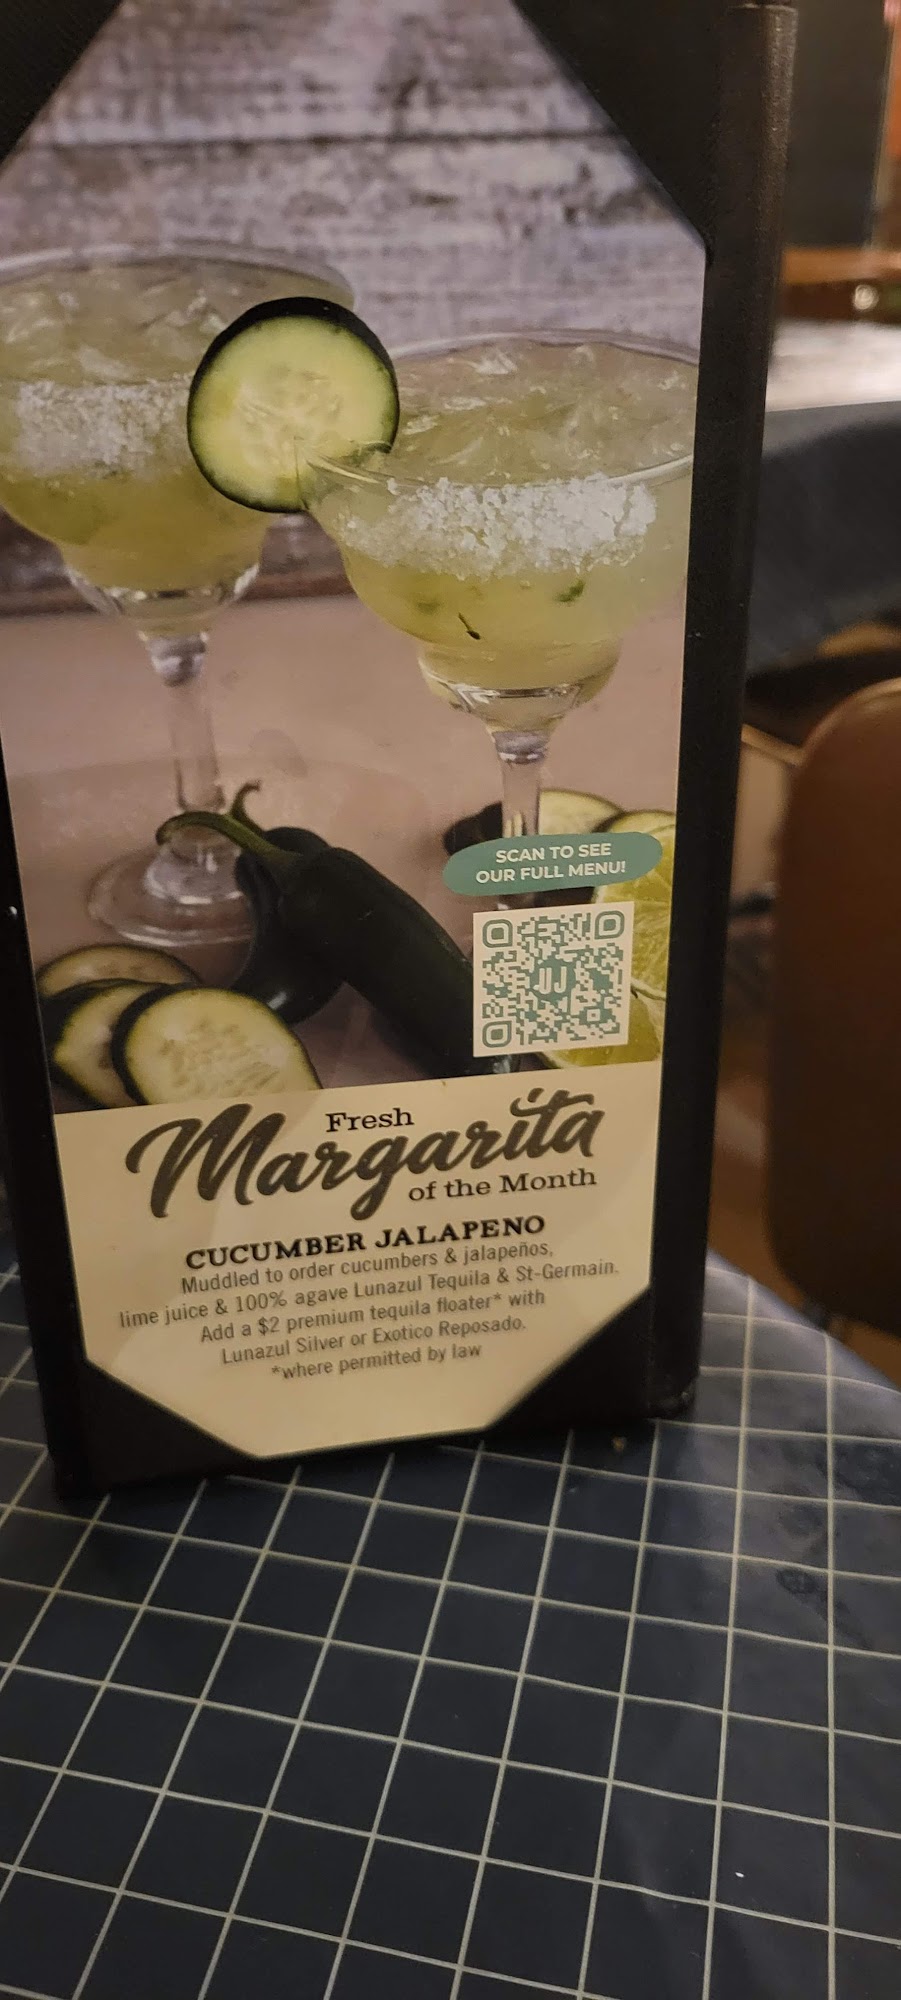 SCAN TO SEE
OUR FULL MENU!
JJ
Fresh
Margarita
of the Month
CUCUMBER JALAPENO
Muddled to order cucumbers & jalapeños,
lime juice & 100% agave Lunazul Tequila & St-Germain.
Add a $2 premium tequila floater* with
Lunazul Silver or Exotico Reposado.
*where permitted by law